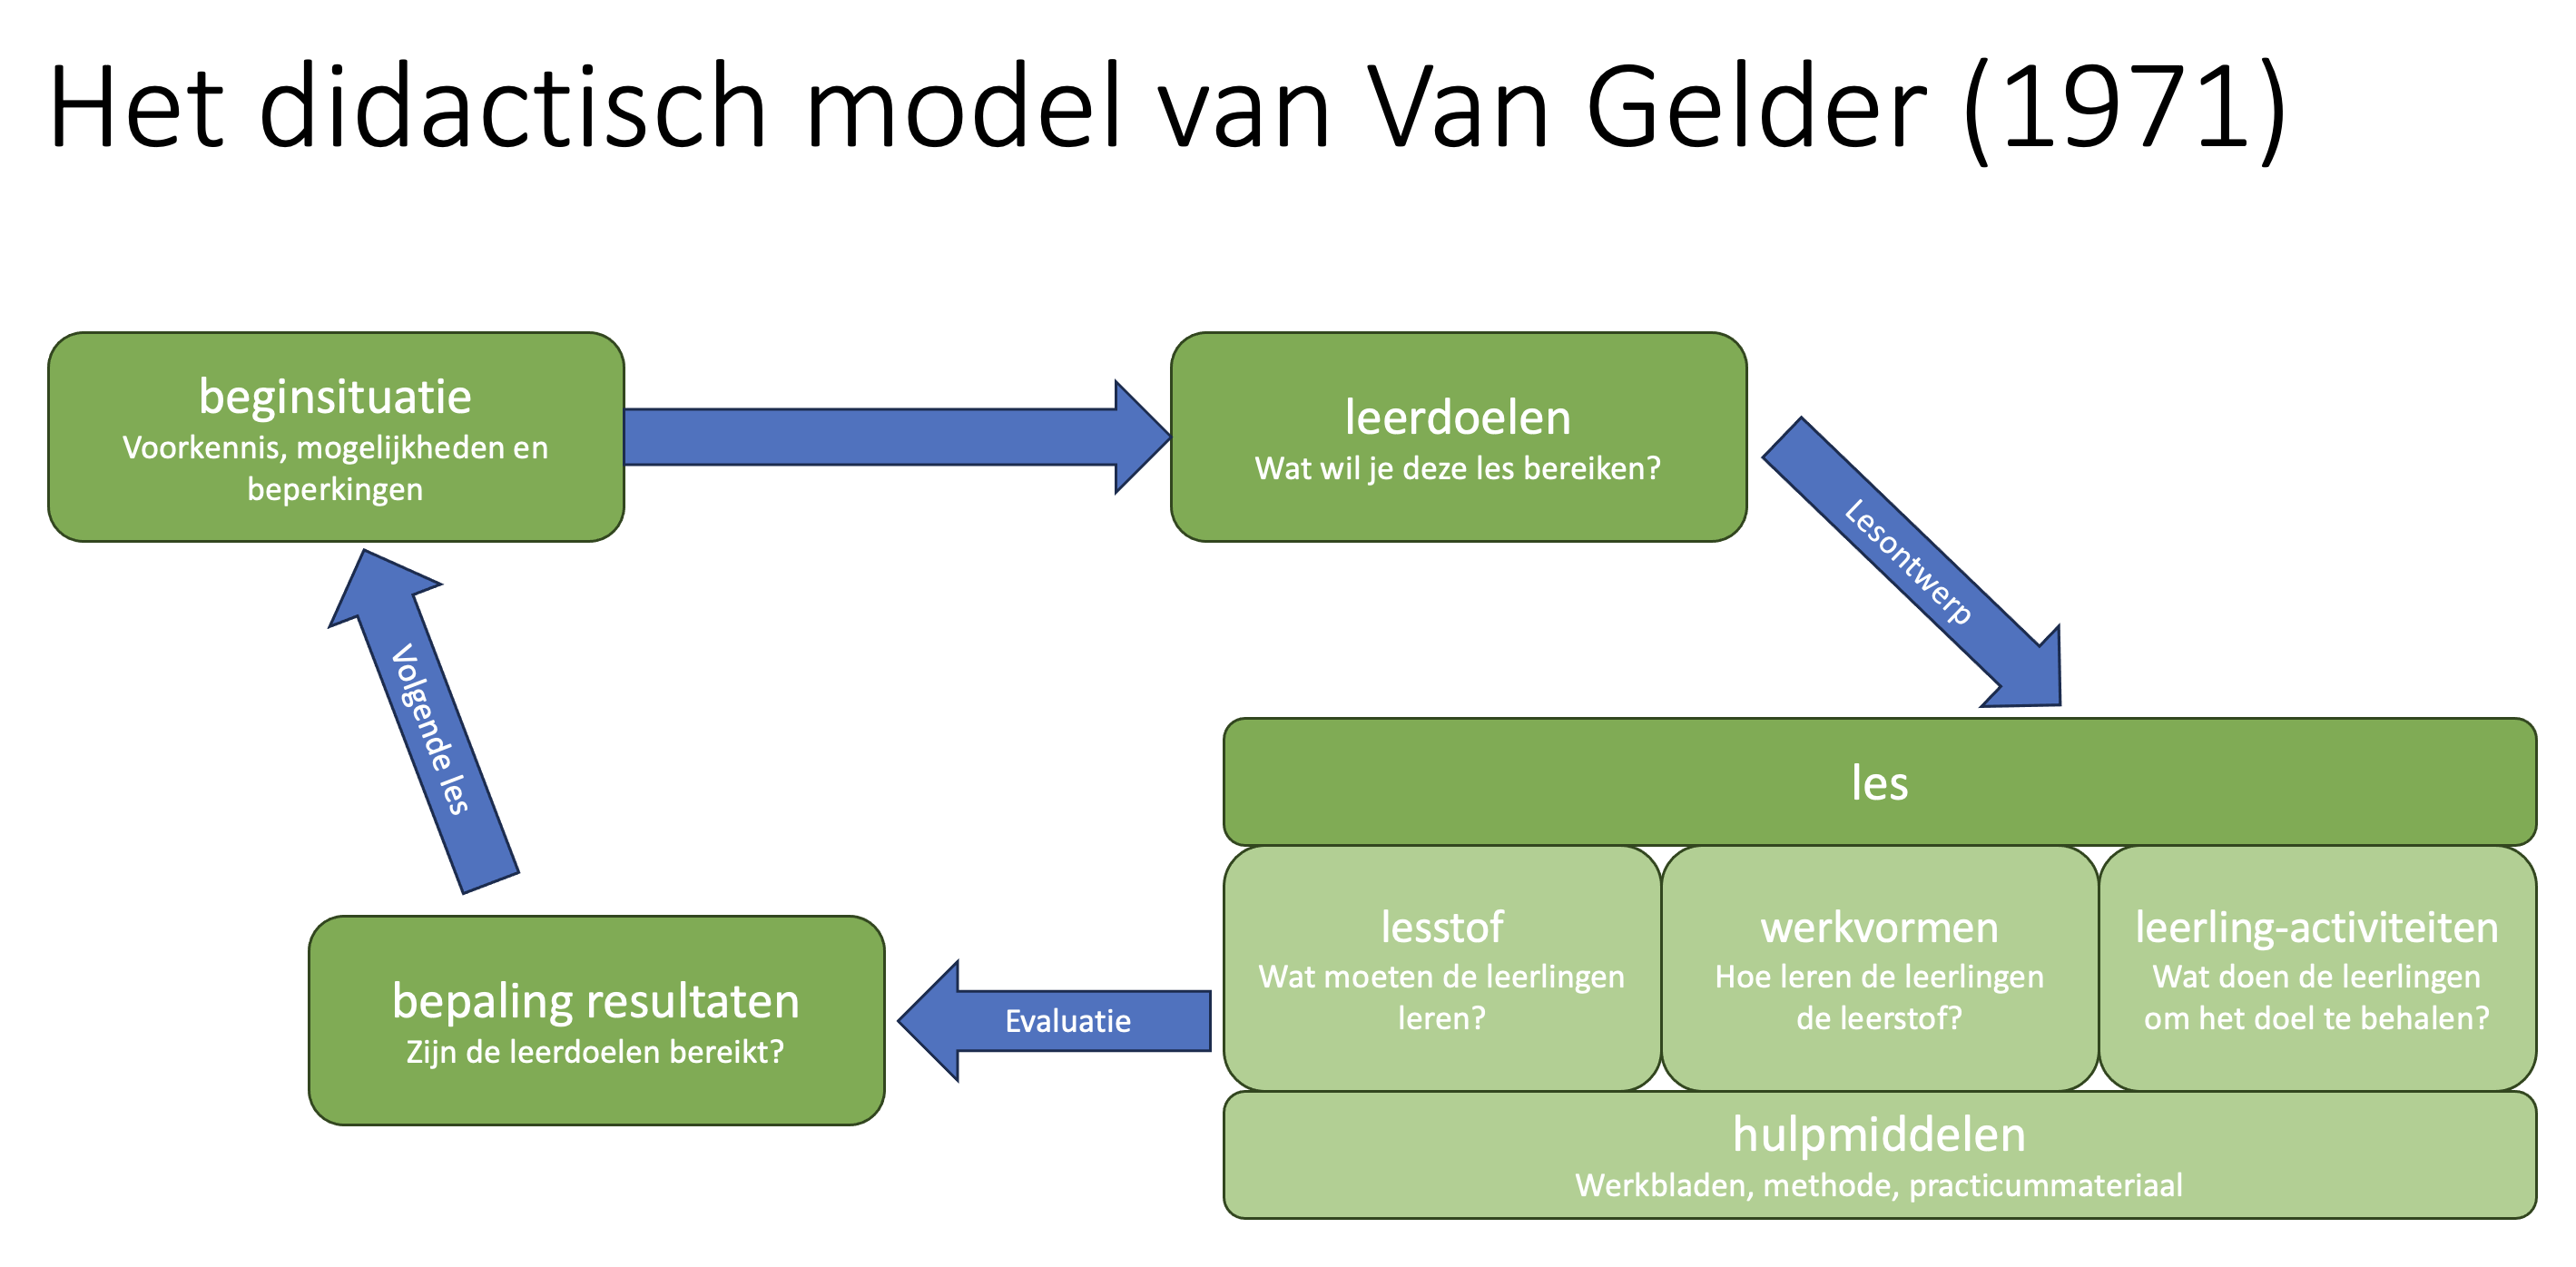 Het didactisch model van Van Gelder (1971)
beginsituatie
Voorkennis, mogelijkheden en
beperkingen
leerdoelen
Wat wil je deze les bereiken?
Lesontwerp
les
lesstof
Wat moeten de leerlingen
leren?
werkvormen
Hoe leren de leerlingen
de leerstof?
leerling-activiteiten
Wat doen de leerlingen
om het doel te behalen?
hulpmiddelen
Werkbladen, methode, practicummateriaal
Evaluatie
bepaling resultaten
Zijn de leerdoelen bereikt?
Volgende les